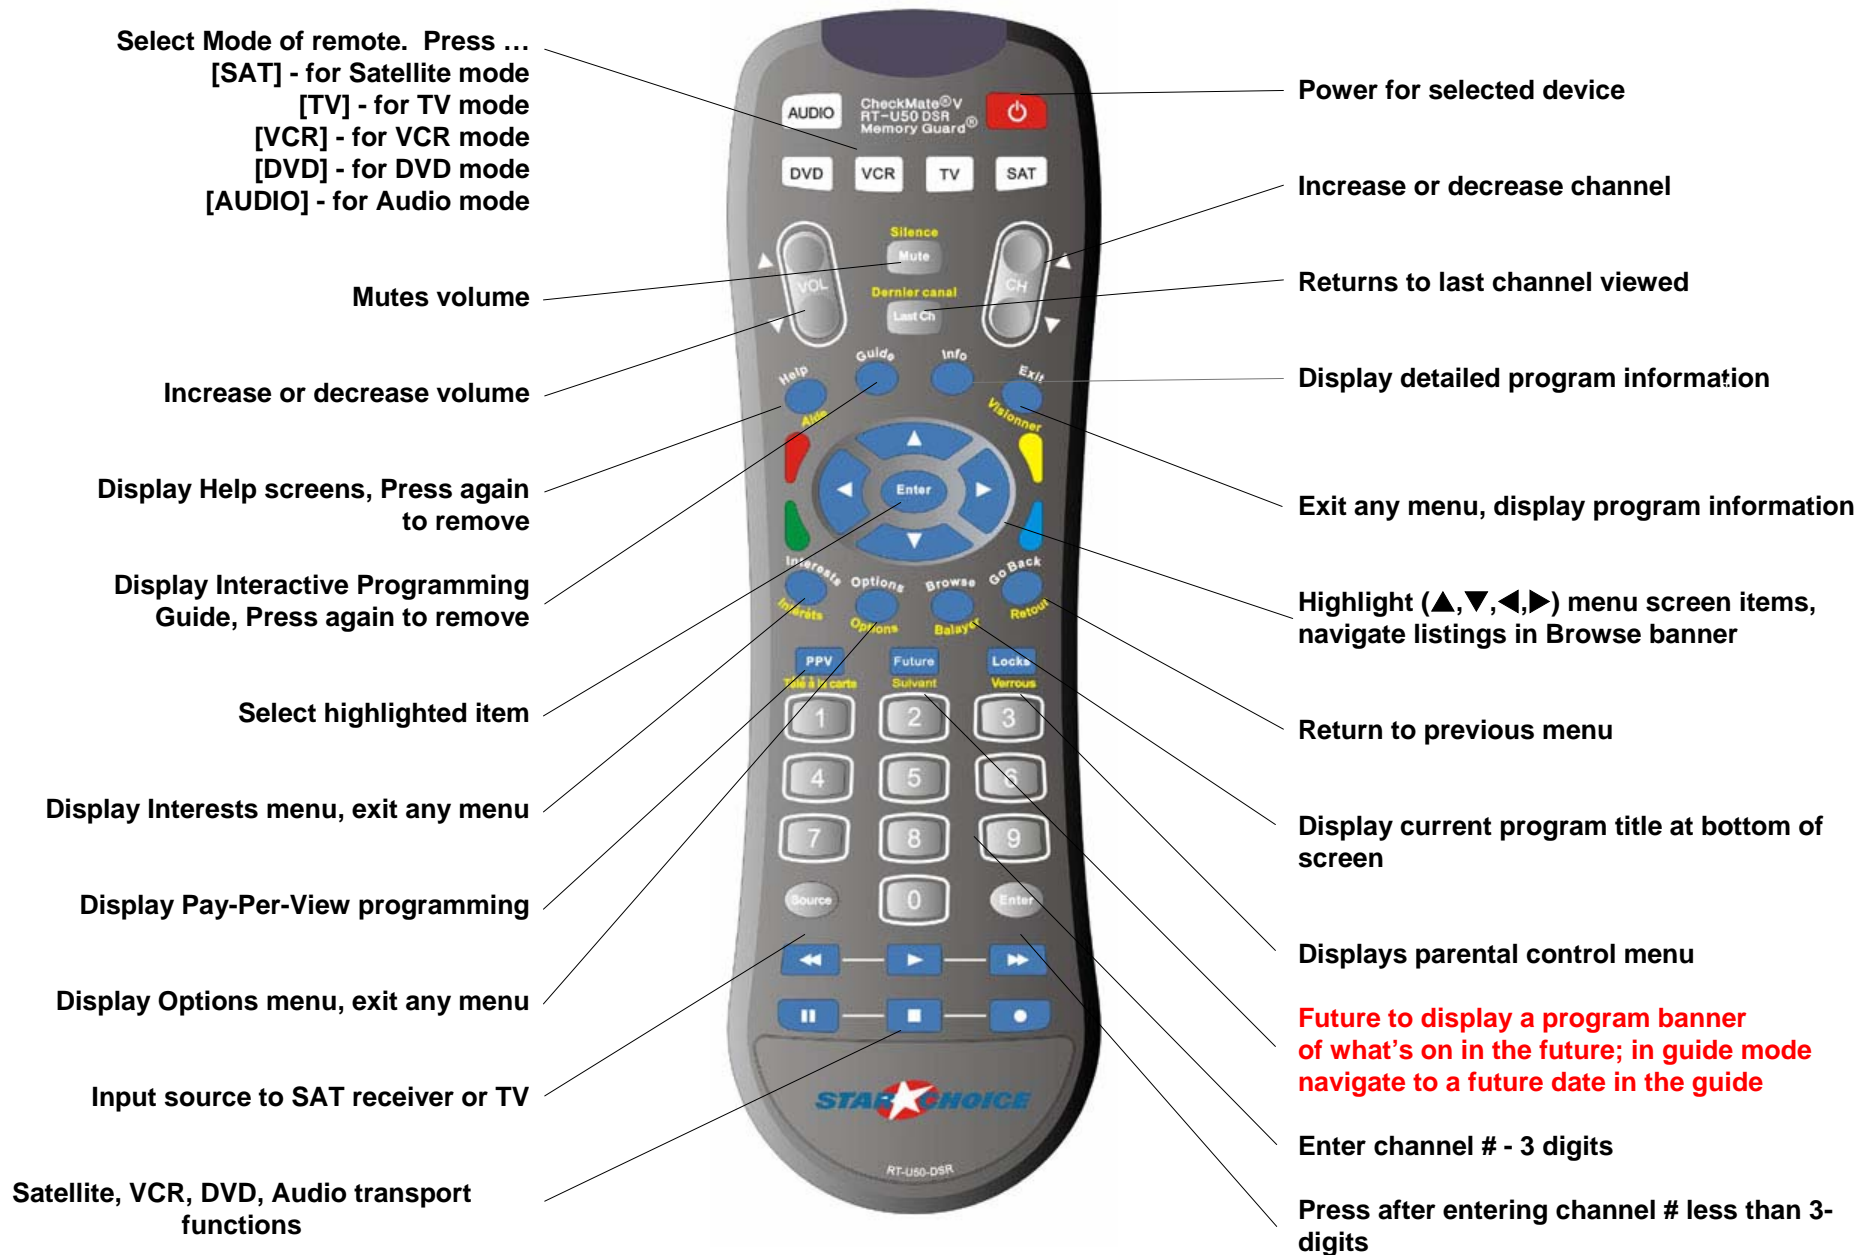 Select Mode of remote. Press …
[SAT] - for Satellite mode
[TV] - for TV mode
[VCR] - for VCR mode
[DVD] - for DVD mode
[AUDIO] - for Audio mode
Mutes volume
Increase or decrease volume
Display Help screens, Press again
to remove
Display Interactive Programming
Guide, Press again to remove
Select highlighted item
Display Interests menu, exit any menu
Display Pay-Per-View programming
Display Options menu, exit any menu
Input source to SAT receiver or TV
Satellite, VCR, DVD, Audio transport
functions
AUDIO
CheckMate®V
RT-U50 DSR
Memory Guard®
DVD VCR TV SAT
Silence
Mute
VOL
CH
Dernier canal
Last Ch
Help Guide Info Exit
Aide Visionner
Enter
Interests Options Browse Go Back
Intérêts Options Balayer Retour
PPV Future Locks
Télé à la carte Suivant Verrous
1 2 3
4 5 6
7 8 9
Source 0 Enter
STAR CHOICE
RT-U50-DSR
Power for selected device
Increase or decrease channel
Returns to last channel viewed
Display detailed program information
Exit any menu, display program information
Highlight (▲,▼,◀,▶) menu screen items,
navigate listings in Browse banner
Return to previous menu
Display current program title at bottom of
screen
Displays parental control menu
Future to display a program banner
of what's on in the future; in guide mode
navigate to a future date in the guide
Enter channel # - 3 digits
Press after entering channel # less than 3-
digits